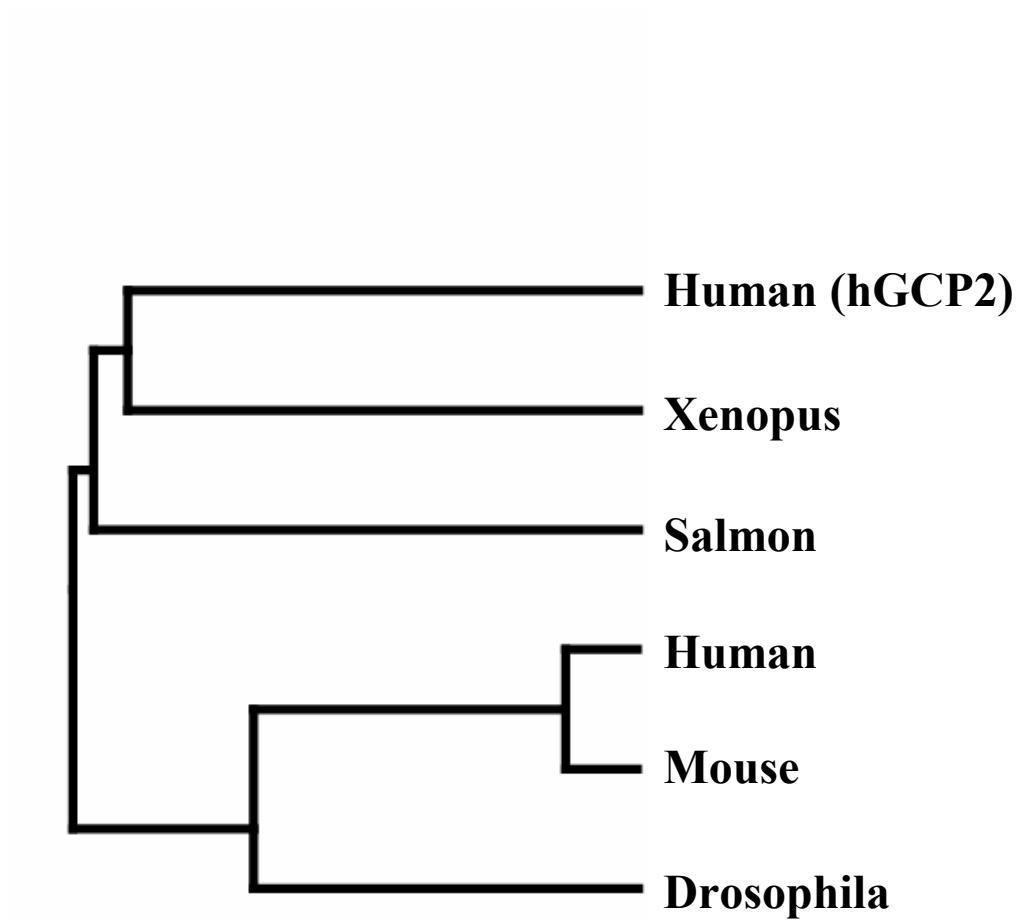 Human (hGCP2)
Xenopus
Salmon
Human
Mouse
Drosophila